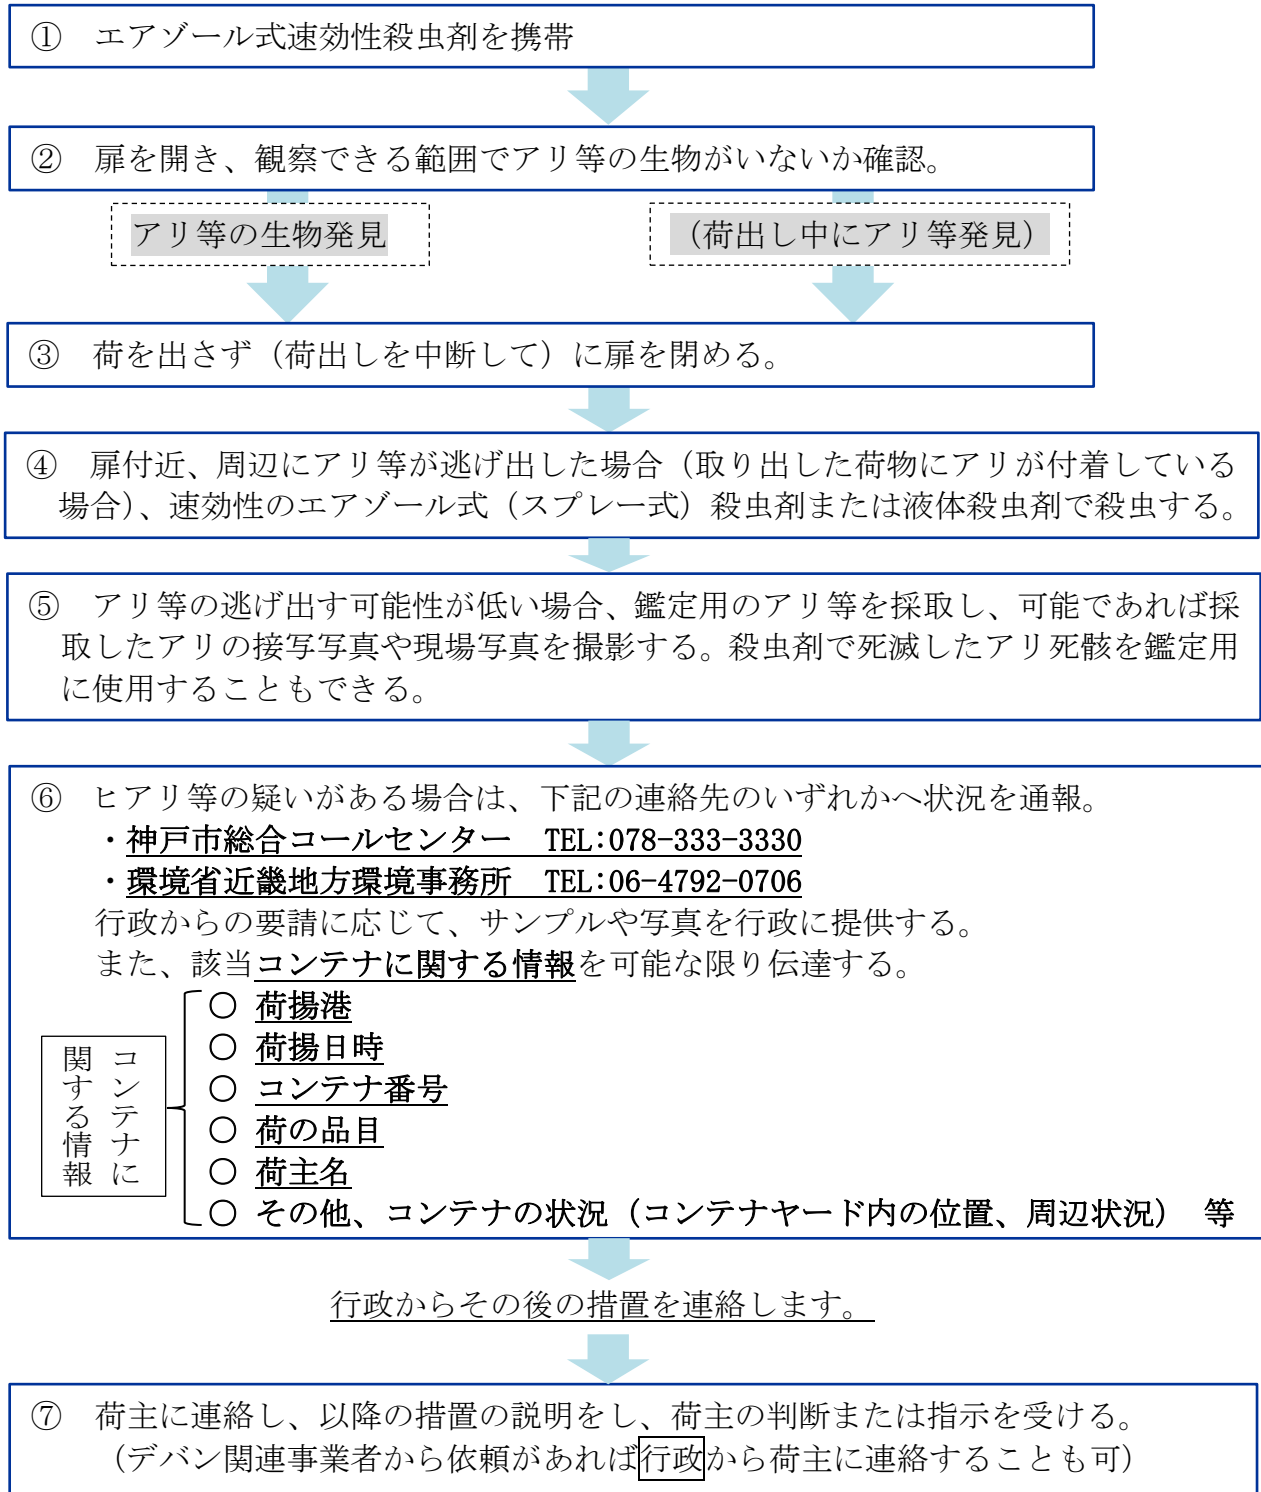 ① エアゾール式速効性殺虫剤を携帯
② 扉を開き、観察できる範囲でアリ等の生物がいないか確認。
アリ等の生物発見
（荷出し中にアリ等発見）
③ 荷を出さず（荷出しを中断して）に扉を閉める。
④ 扉付近、周辺にアリ等が逃げ出した場合（取り出した荷物にアリが付着している
場合）、速効性のエアゾール式（スプレー式）殺虫剤または液体殺虫剤で殺虫する。
⑤ アリ等の逃げ出す可能性が低い場合、鑑定用のアリ等を採取し、可能であれば採
取したアリの接写写真や現場写真を撮影する。殺虫剤で死滅したアリ死骸を鑑定用
に使用することもできる。
⑥ ヒアリ等の疑いがある場合は、下記の連絡先のいずれかへ状況を通報。
・神戸市総合コールセンター TEL:078-333-3330
・環境省近畿地方環境事務所 TEL:06-4792-0706
行政からの要請に応じて、サンプルや写真を行政に提供する。
また、該当コンテナに関する情報を可能な限り伝達する。
コンテナに
関する情報
○ 荷揚港
○ 荷揚日時
○ コンテナ番号
○ 荷の品目
○ 荷主名
○ その他、コンテナの状況（コンテナヤード内の位置、周辺状況） 等
行政からその後の措置を連絡します。
⑦ 荷主に連絡し、以降の措置の説明をし、荷主の判断または指示を受ける。
（デバン関連事業者から依頼があれば行政から荷主に連絡することも可）